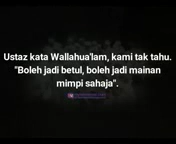 Ustaz kata Wallahua'lam, kami tak tahu.
"Boleh jadi betul, boleh jadi mainan
mimpi sahaja".